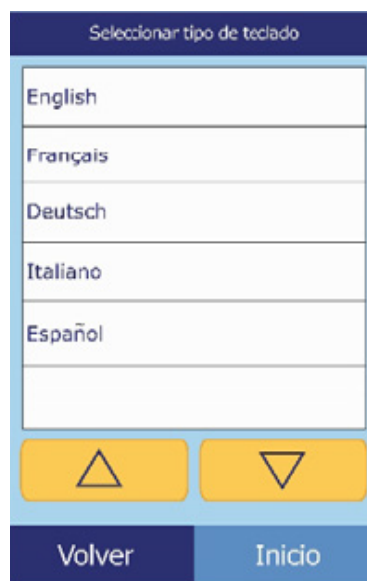 Seleccionar tipo de teclado
English
Français
Deutsch
Italiano
Español
Volver Inicio